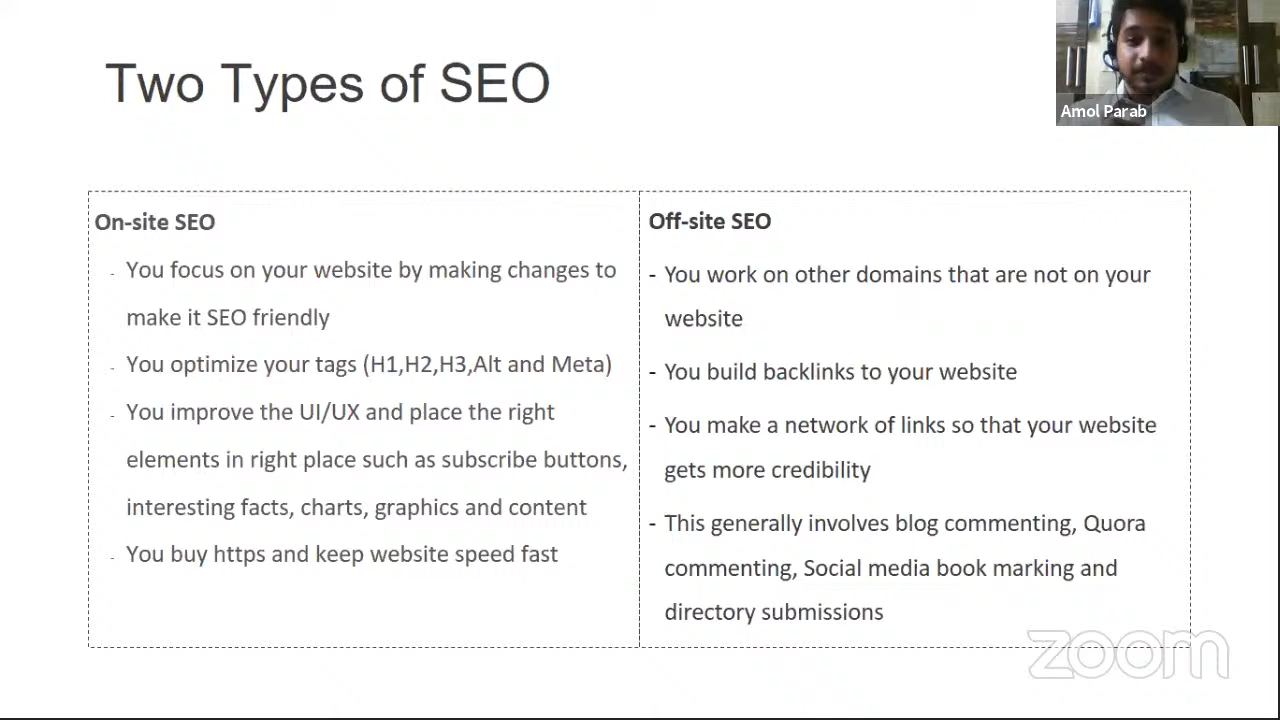 Two Types of SEO
Amol Parab
On-site SEO
- You focus on your website by making changes to
make it SEO friendly
- You optimize your tags (H1,H2,H3,Alt and Meta)
- You improve the UI/UX and place the right
elements in right place such as subscribe buttons,
interesting facts, charts, graphics and content
- You buy https and keep website speed fast
Off-site SEO
- You work on other domains that are not on your
website
- You build backlinks to your website
- You make a network of links so that your website
gets more credibility
- This generally involves blog commenting, Quora
commenting, Social media book marking and
directory submissions
zoom